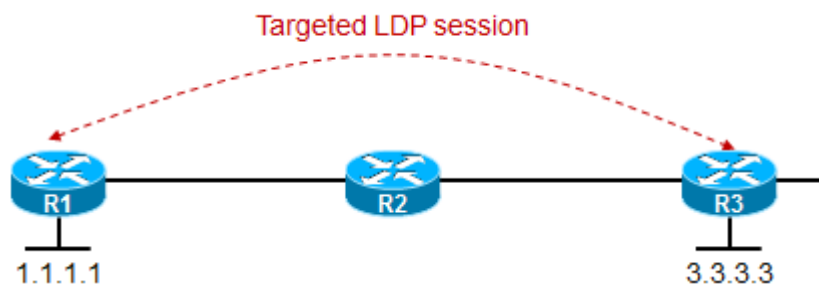 Targeted LDP session
R1
R2
R3
1.1.1.1
3.3.3.3